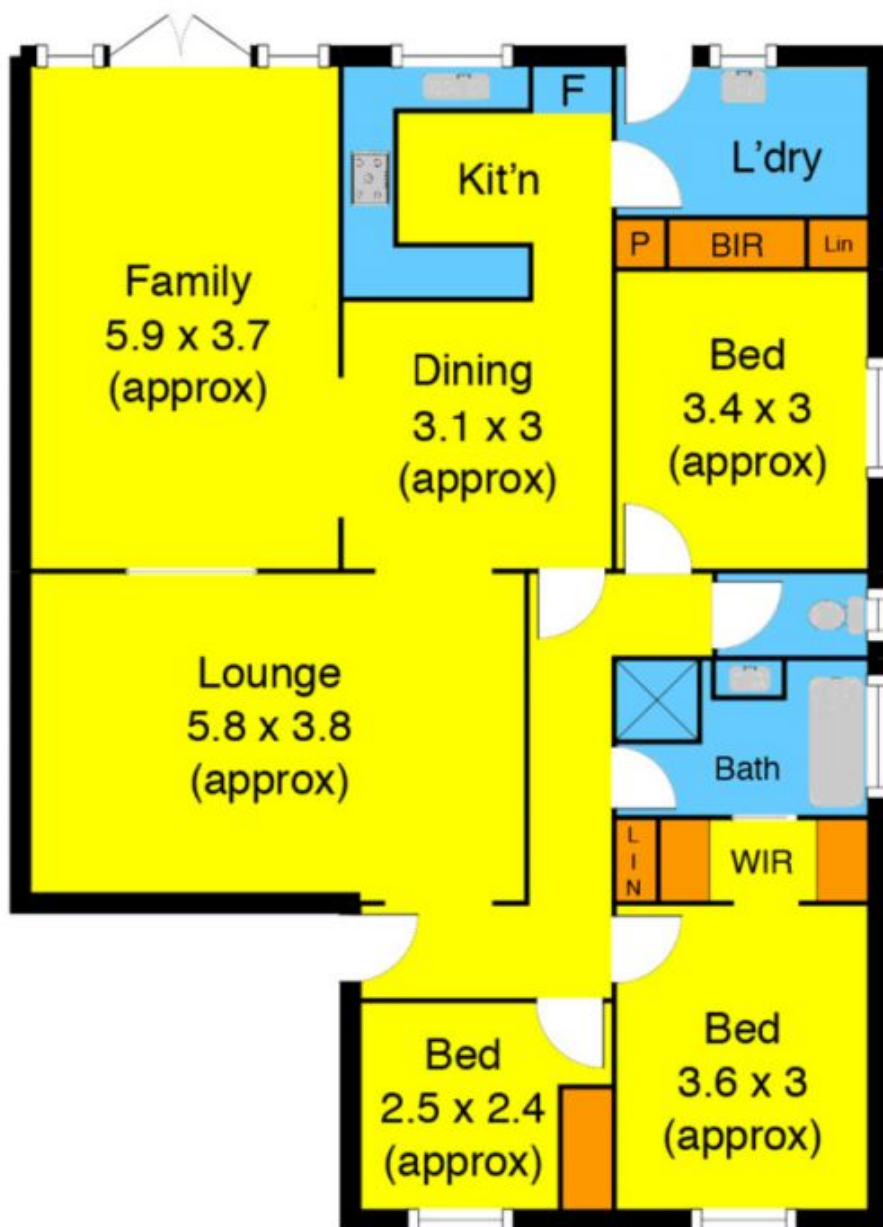 F
Kit'n
L'dry
P
BIR
Lin
Family
5.9 x 3.7
(approx)
Dining
3.1 x 3
(approx)
Bed
3.4 x 3
(approx)
Lounge
5.8 x 3.8
(approx)
Bath
L
I
N
WIR
Bed
2.5 x 2.4
(approx)
Bed
3.6 x 3
(approx)